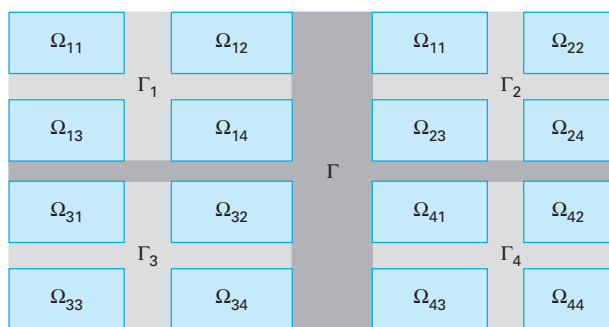 Ω₁₁ Ω₁₂ Ω₁₁ Ω₂₂
Γ₁ Γ₂
Ω₁₃ Ω₁₄ Ω₂₃ Ω₂₄
Γ
Ω₃₁ Ω₃₂ Ω₄₁ Ω₄₂
Γ₃ Γ₄
Ω₃₃ Ω₃₄ Ω₄₃ Ω₄₄